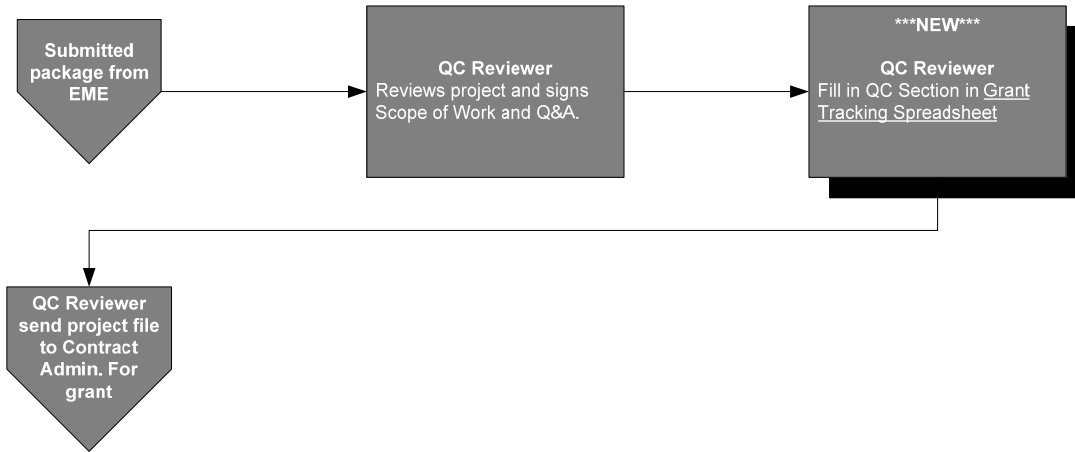 Submitted
package from
EME
QC Reviewer
Reviews project and signs
Scope of Work and Q&A.
***NEW***
QC Reviewer
Fill in QC Section in Grant
Tracking Spreadsheet
QC Reviewer
send project file
to Contract
Admin. For
grant